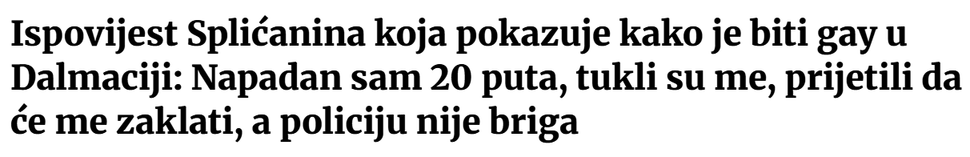 Ispovijest Splićanina koja pokazuje kako je biti gay u
Dalmaciji: Napadan sam 20 puta, tukli su me, prijetili da
će me zaklati, a policiju nije briga